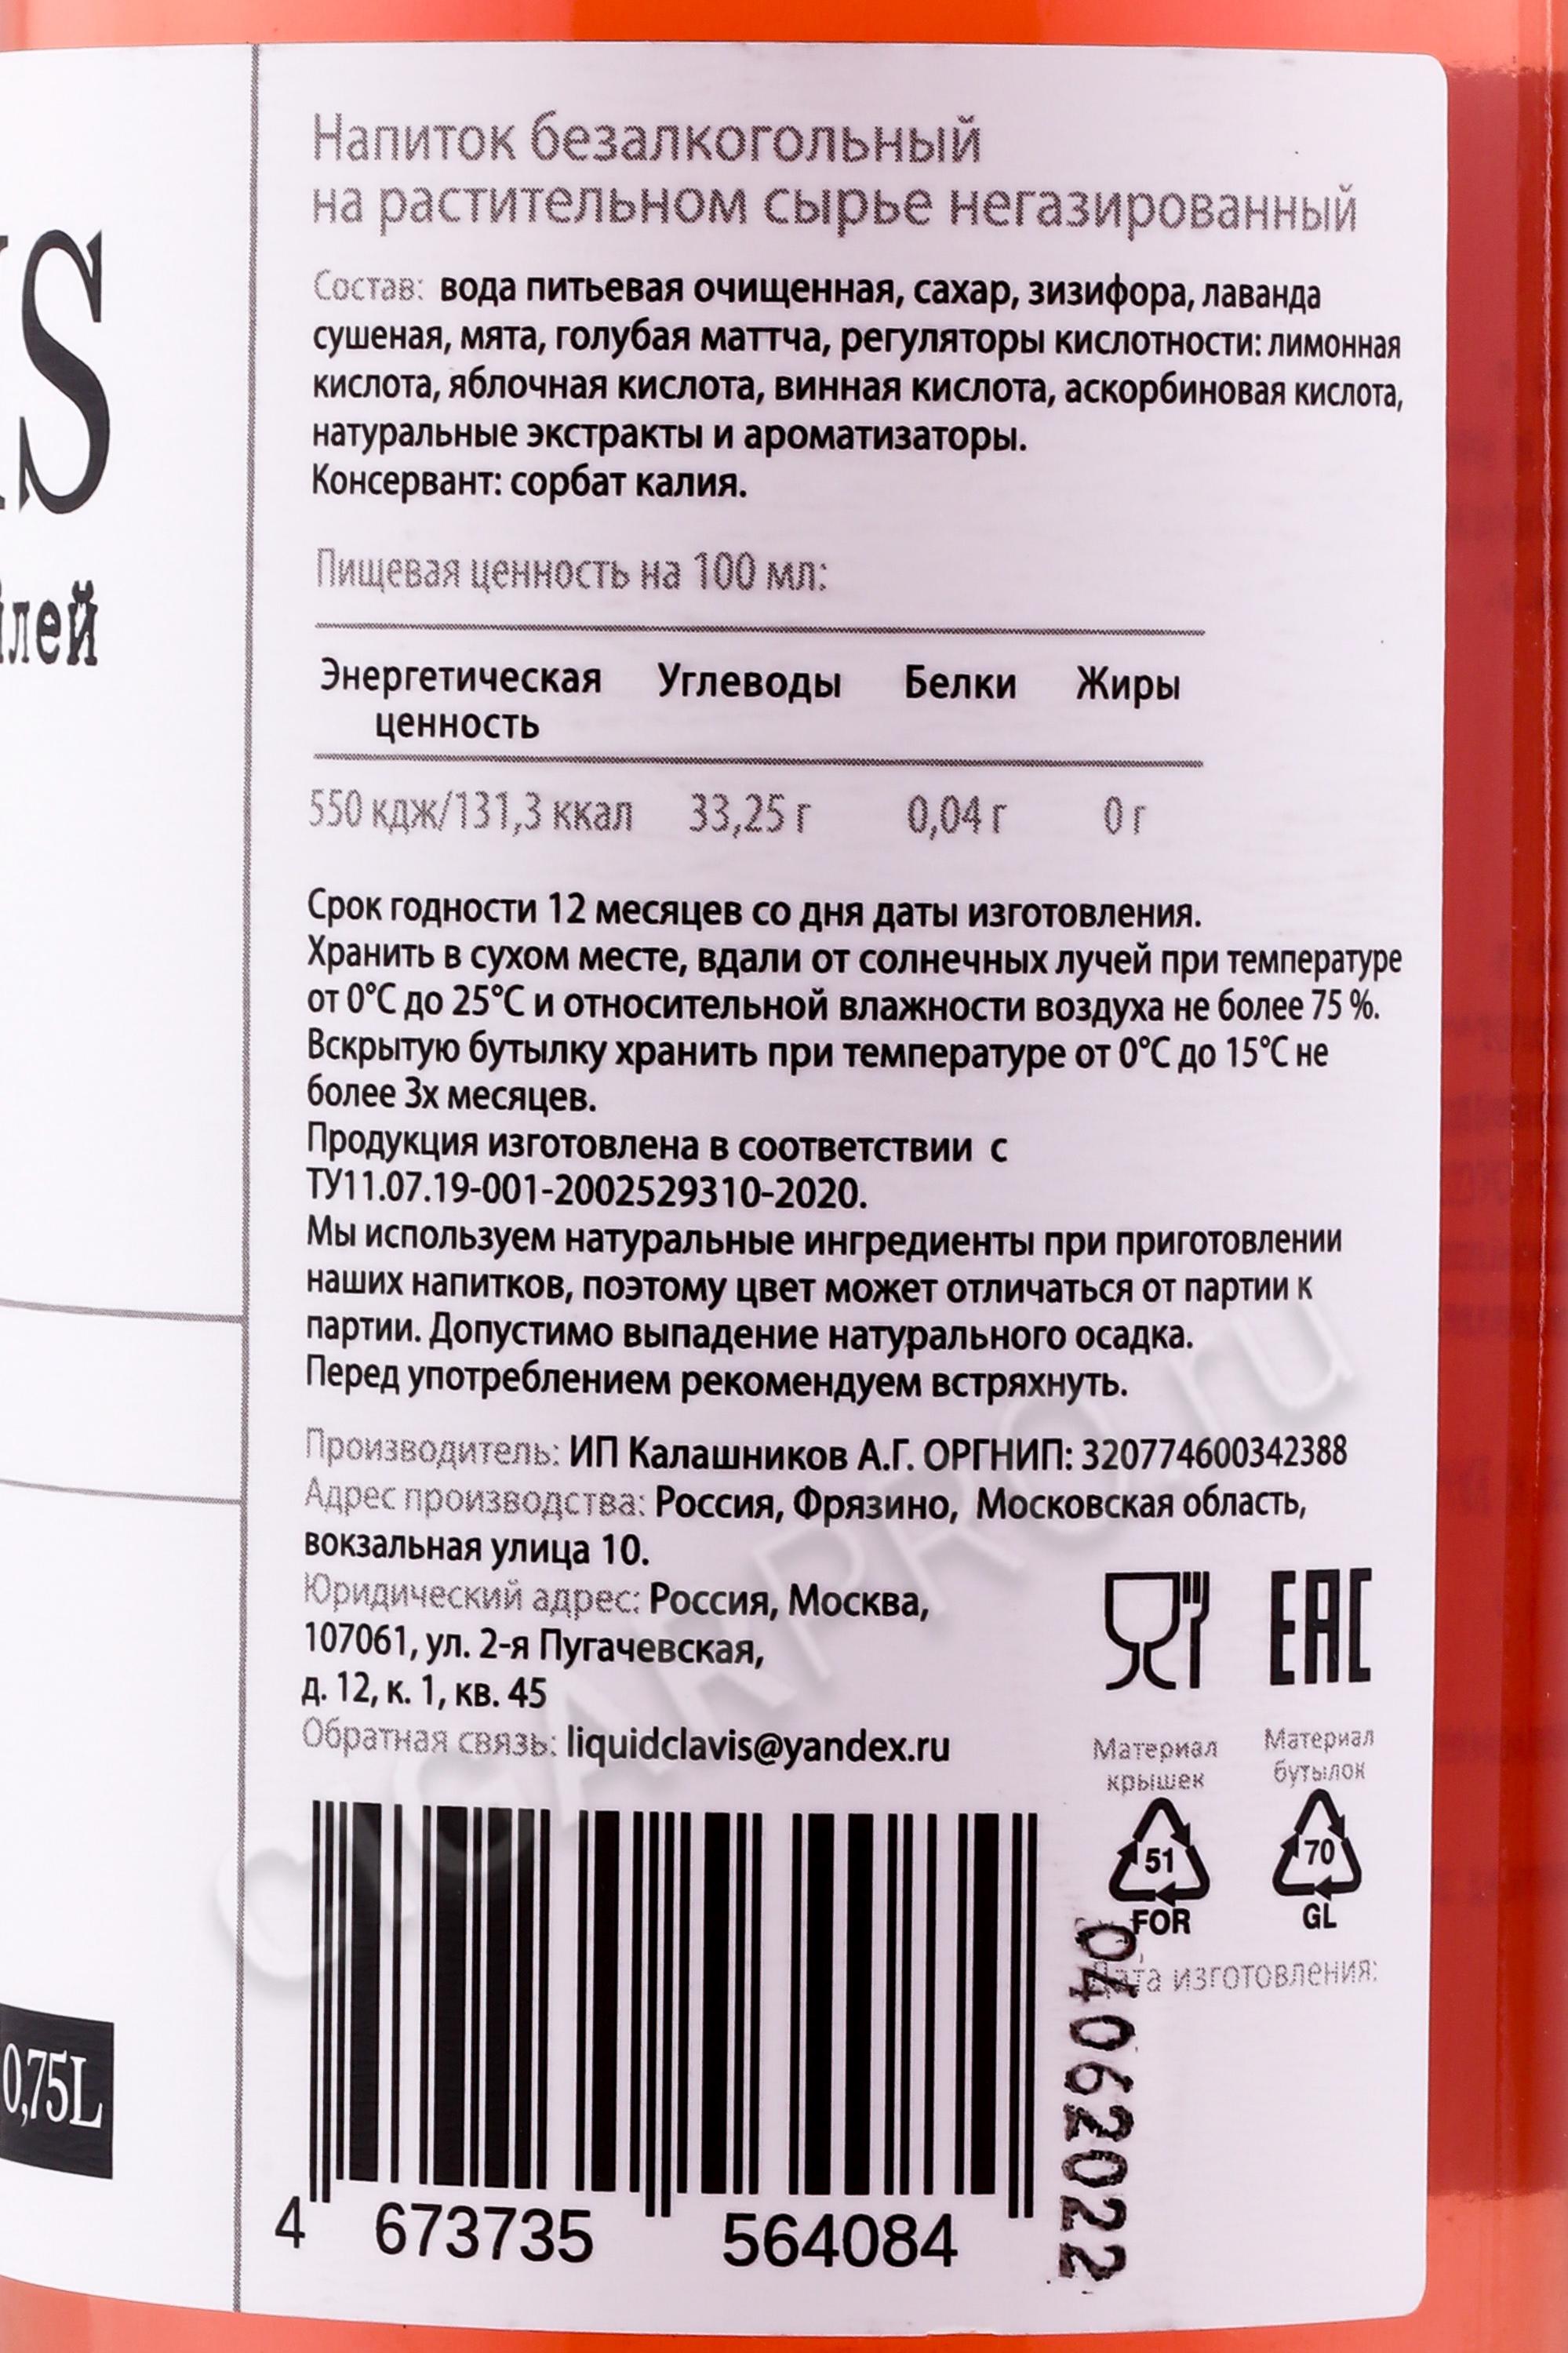 S
лей
0,75L
Напиток безалкогольный
на растительном сырье негазированный
Состав: вода питьевая очищенная, сахар, зизифора, лаванда
сушеная, мята, голубая маттча, регуляторы кислотности: лимонная
кислота, яблочная кислота, винная кислота, аскорбиновая кислота,
натуральные экстракты и ароматизаторы.
Консервант: сорбат калия.
Пищевая ценность на 100 мл:
Энергетическая Углеводы Белки Жиры
ценность
550 кдж/131,3 ккал 33,25 г 0,04 г 0 г
Срок годности 12 месяцев со дня даты изготовления.
Хранить в сухом месте, вдали от солнечных лучей при температуре
от 0°С до 25°С и относительной влажности воздуха не более 75 %.
Вскрытую бутылку хранить при температуре от 0°С до 15°С не
более 3х месяцев.
Продукция изготовлена в соответствии с
ТУ11.07.19-001-2002529310-2020.
Мы используем натуральные ингредиенты при приготовлении
наших напитков, поэтому цвет может отличаться от партии к
партии. Допустимо выпадение натурального осадка.
Перед употреблением рекомендуем встряхнуть.
Производитель: ИП Калашников А.Г. ОРГНИП: 320774600342388
Адрес производства: Россия, Фрязино, Московская область,
вокзальная улица 10.
Юридический адрес: Россия, Москва,
107061, ул. 2-я Пугачевская,
д. 12, к. 1, кв. 45
Обратная связь: liquidclavis@yandex.ru
EAC
Материал
крышек
51
FOR
Материал
бутылок
70
GL
Дата изготовления:
04062022
4 673735 564084
CIGARPRO.ru